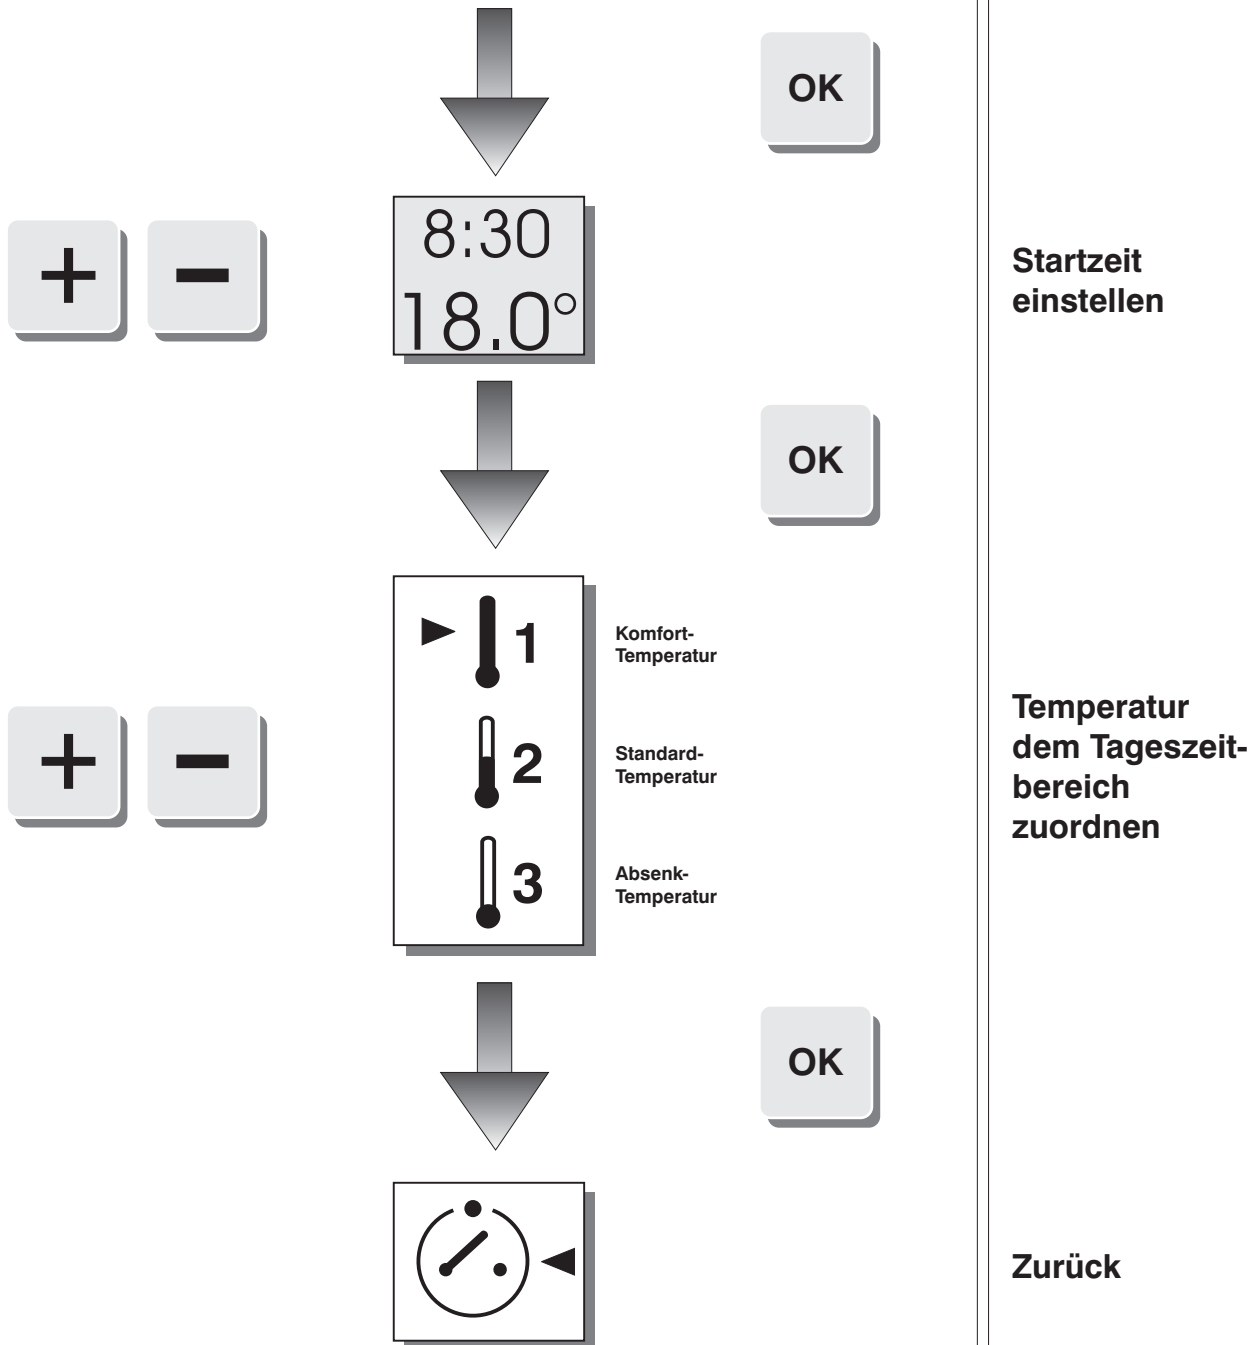 OK
+ −
8:30
18.0°
Startzeit
einstellen
OK
1
Komfort-
Temperatur
+ −
2
Standard-
Temperatur
3
Absenk-
Temperatur
Temperatur
dem Tageszeit-
bereich
zuordnen
OK
Zurück